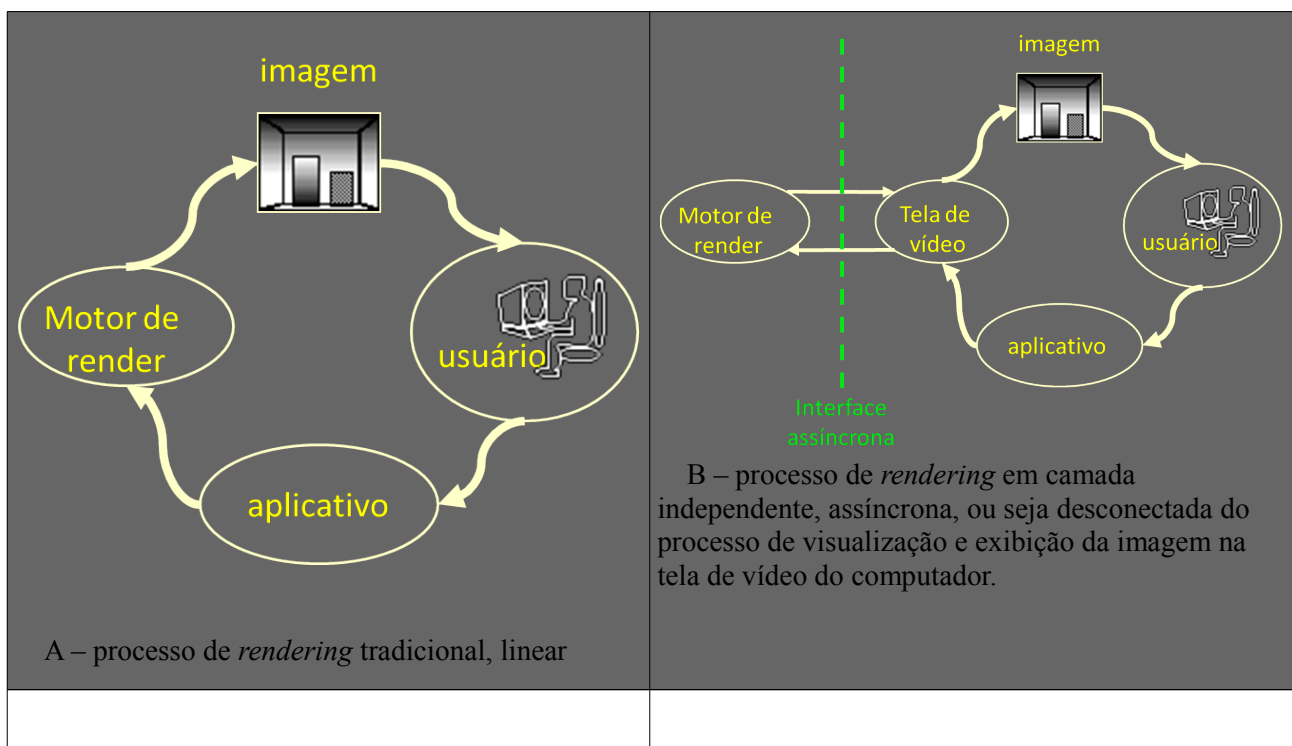 imagem
Motor de
render
usuário
aplicativo
A – processo de rendering tradicional, linear
imagem
Motor de
render
Tela de
vídeo
usuário
aplicativo
Interface
assíncrona
B – processo de rendering em camada
independente, assíncrona, ou seja desconectada do
processo de visualização e exibição da imagem na
tela de vídeo do computador.